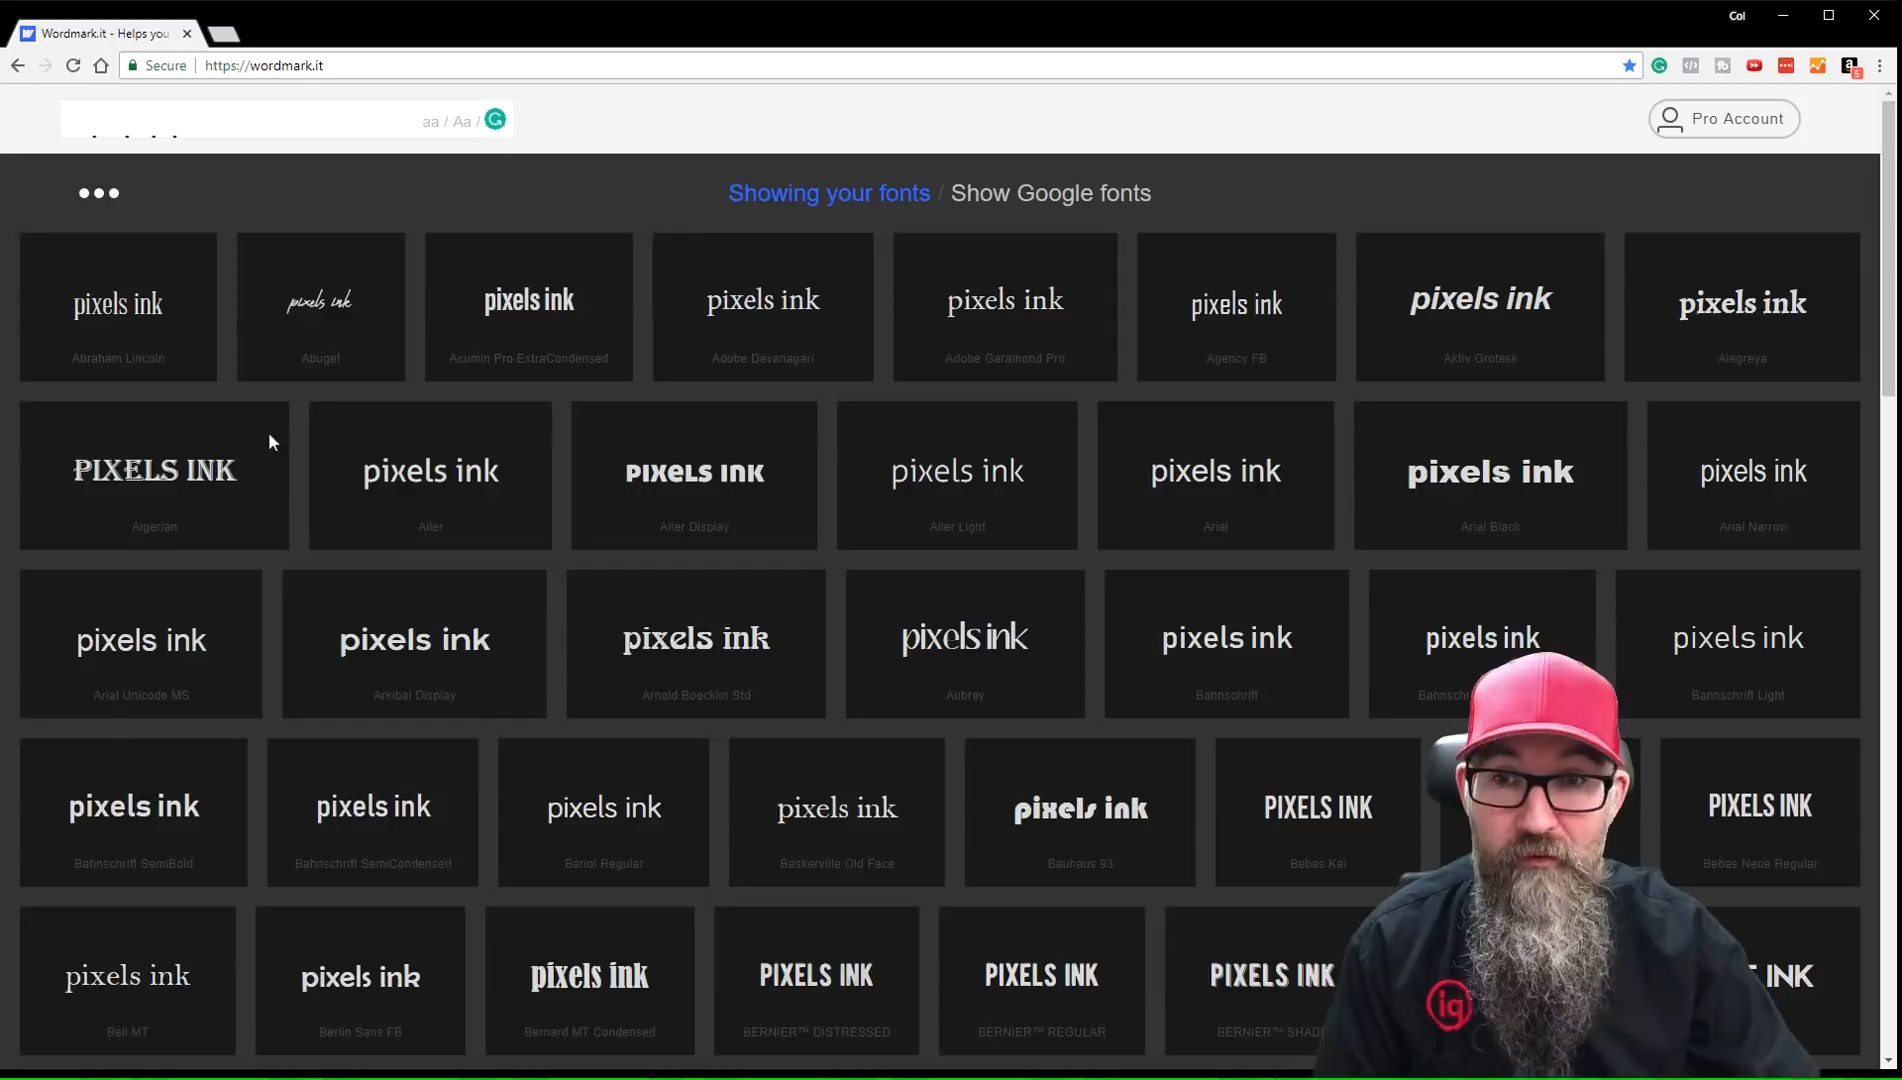 Col
Wordmark.it - Helps you
Secure https://wordmark.it
5
aa / Aa /
Pro Account
Showing your fonts / Show Google fonts
pixels ink pixels ink pixels ink pixels ink pixels ink pixels ink pixels ink pixels ink
Abraham Lincoln Abuget Acumin Pro ExtraCondensed Adobe Devanagari Adobe Garamond Pro Agency FB Aktiv Grotesk Alegreya
PIXELS INK pixels ink pixels ink pixels ink pixels ink pixels ink pixels ink
Algerian Aller Aller Display Aller Light Arial Arial Black Arial Narrow
pixels ink pixels ink pixels ink pixels ink pixels ink pixels ink pixels ink
Arial Unicode MS Arkibal Display Arnold Boecklin Std Aubrey Bahnschrift Bahnschrift Light
pixels ink pixels ink pixels ink pixels ink pixels ink PIXELS INK PIXELS INK
Bahnschrift SemiBold Bahnschrift SemiCondensed Bariol Regular Baskerville Old Face Bauhaus 93 Bebas Kai Bebas Neue Regular
pixels ink pixels ink pixels ink PIXELS INK PIXELS INK PIXELS INK INK
Bell MT Berlin Sans FB Bernard MT Condensed BERNIER™ DISTRESSED BERNIER™ REGULAR BERNIER™ SHAD
iq